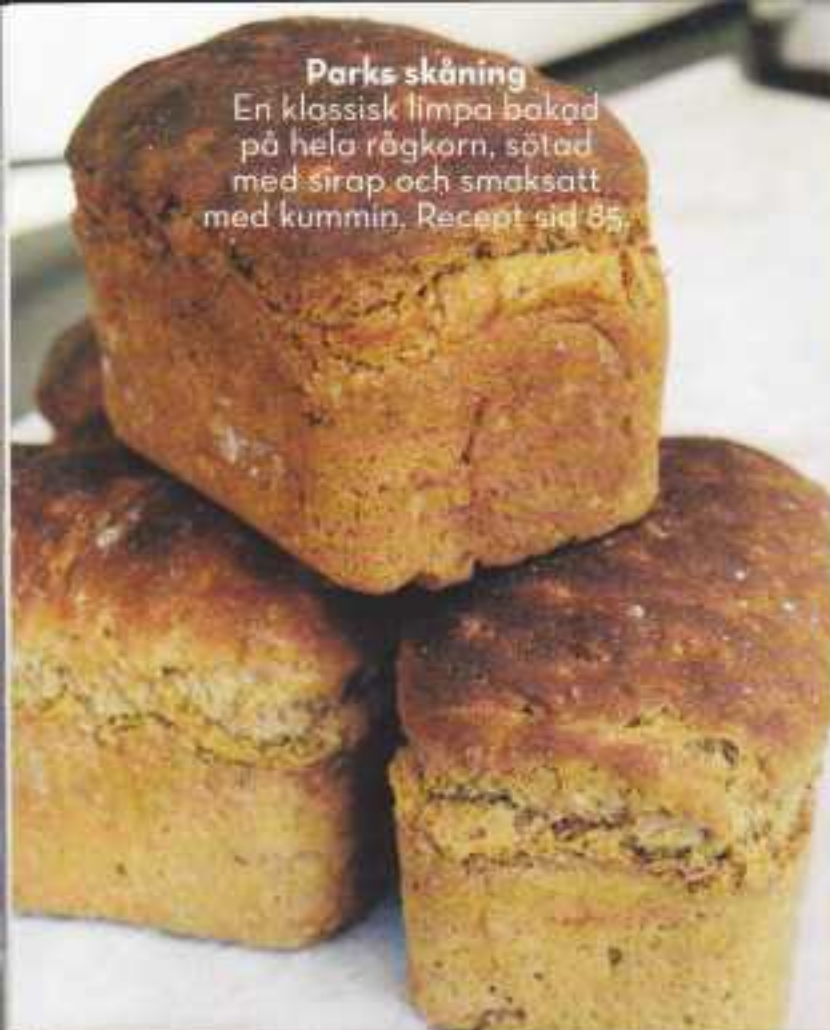 Parks skåning
En klassisk limpa bakad
på hela rågkorn, sötad
med sirap och smaksatt
med kummin. Recept sid 85.